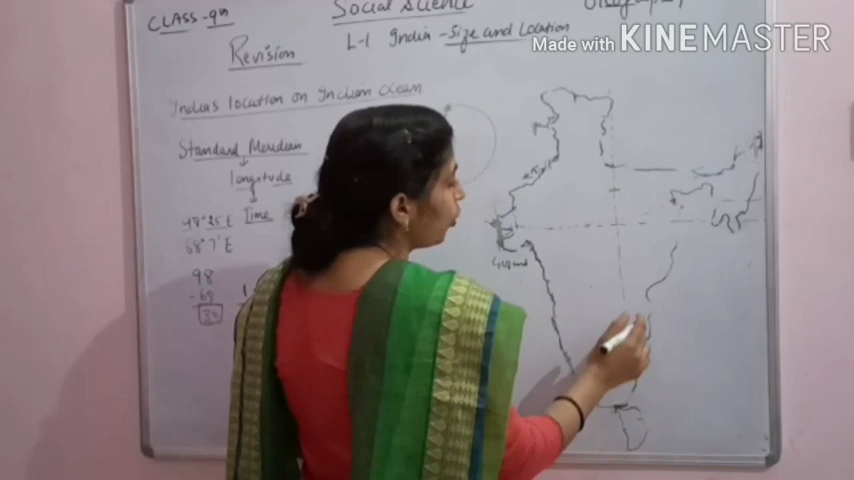 CLASS-9th
Social Science
Geography
L-1 India - Size and Location
Made with KINEMASTER
Revision
Indias location on Indian ocean
Standard Meridian
longitude
Time
68°7' E
98
-68
30